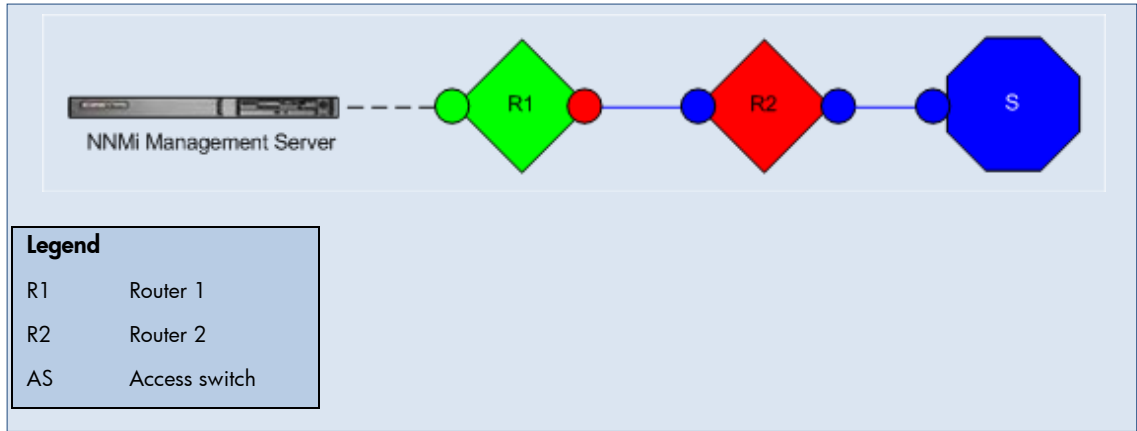 R1 R2 S
NNMi Management Server
Legend
R1 Router 1
R2 Router 2
AS Access switch